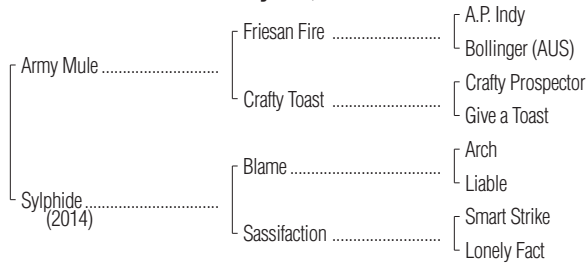 A.P. Indy
Friesan Fire ........................
Bollinger (AUS)
Army Mule ..........................
Crafty Prospector
Crafty Toast ........................
Give a Toast
Arch
Blame .................................
Liable
Sylphide ..............................
(2014)
Smart Strike
Sassifaction ........................
Lonely Fact